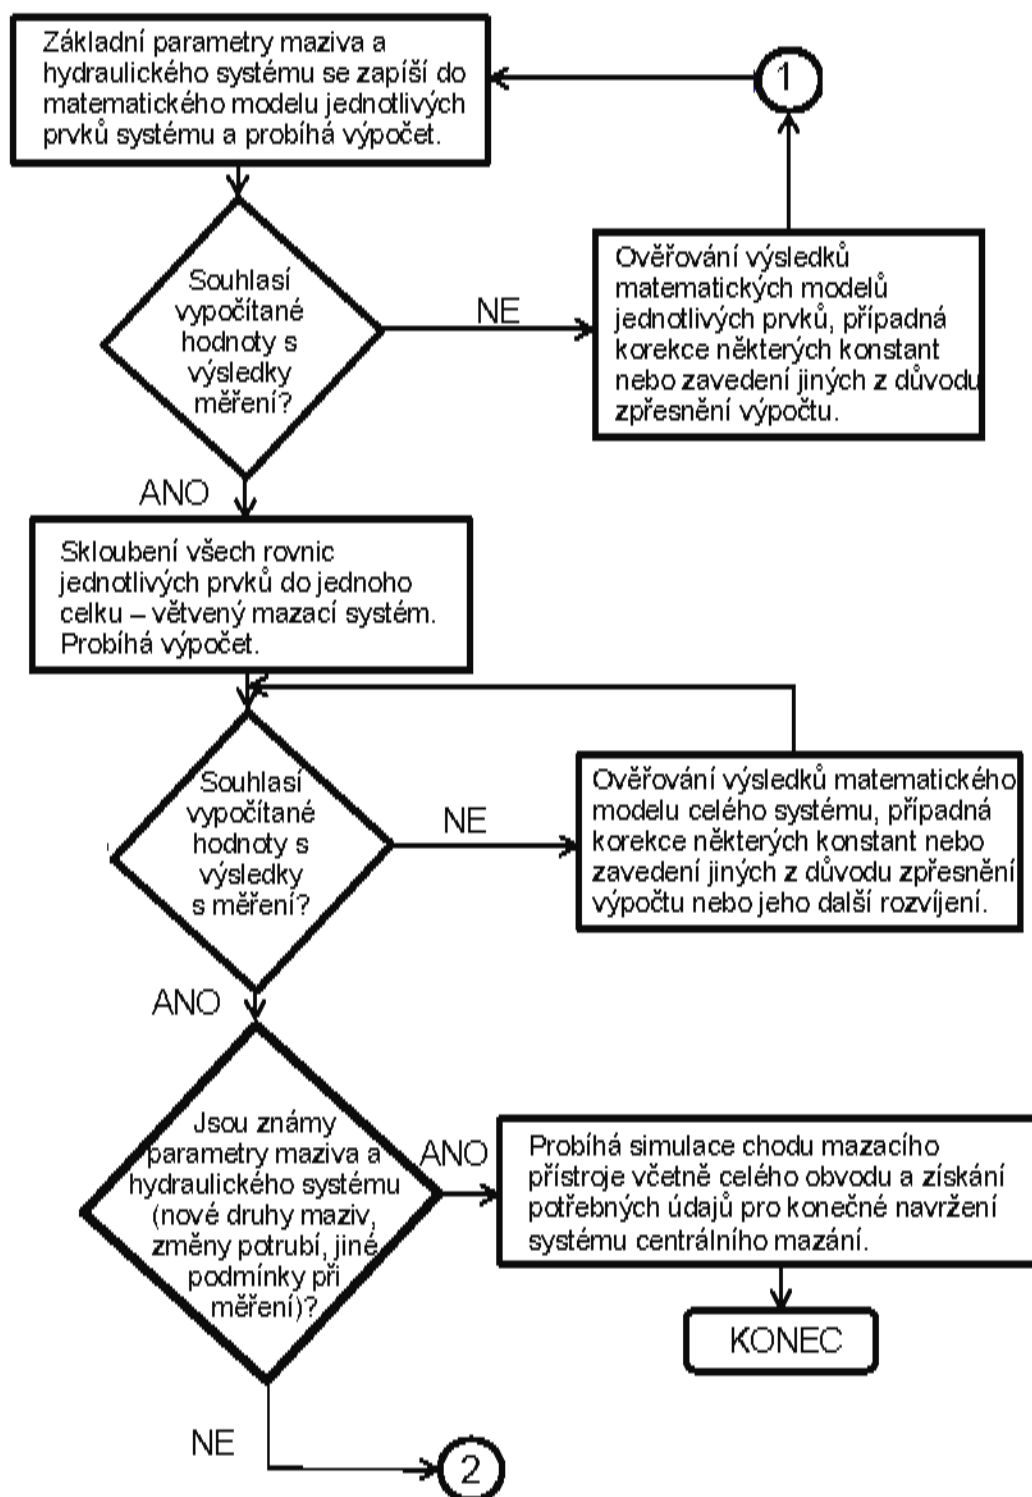 Základní parametry maziva a
hydraulického systému se zapíší do
matematického modelu jednotlivých
prvků systému a probíhá výpočet.
1
Souhlasí
vypočítané
hodnoty s
výsledky
měření?
NE
Ověřování výsledků
matematických modelů
jednotlivých prvků, případná
korekce některých konstant
nebo zavedení jiných z důvodu
zpřesnění výpočtu.
ANO
Skloubení všech rovnic
jednotlivých prvků do jednoho
celku – větvený mazací systém.
Probíhá výpočet.
Souhlasí
vypočítané
hodnoty s
výsledky
s měření?
NE
Ověřování výsledků matematického
modelu celého systému, případná
korekce některých konstant nebo
zavedení jiných z důvodu zpřesnění
výpočtu nebo jeho další rozvíjení.
ANO
Jsou známy
parametry maziva a
hydraulického systému
(nové druhy maziv,
změny potrubí, jiné
podmínky při
měření)?
ANO
Probíhá simulace chodu mazacího
přístroje včetně celého obvodu a získání
potřebných údajů pro konečné navržení
systému centrálního mazání.
KONEC
NE
2